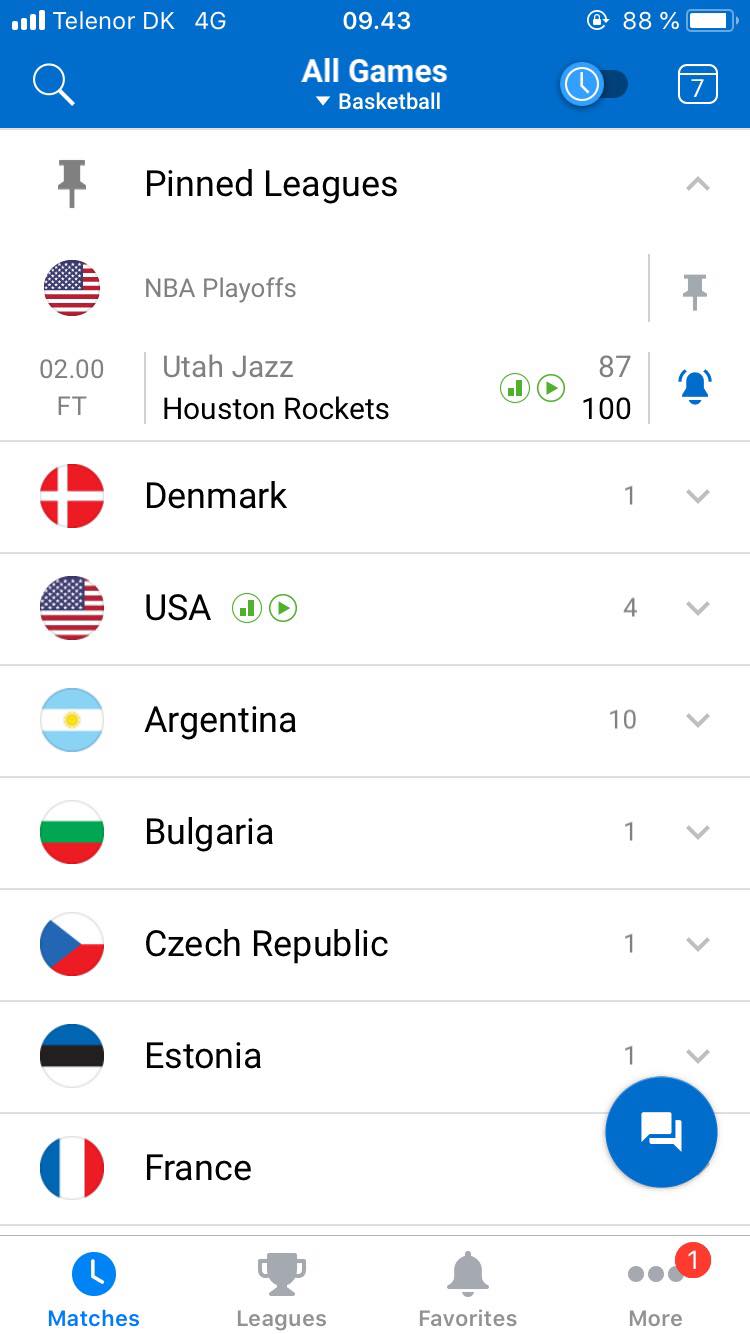 Telenor DK 4G 09.43 88 %
All Games
Basketball
7
Pinned Leagues
NBA Playoffs
02.00
FT
Utah Jazz 87
Houston Rockets 100
Denmark 1
USA 4
Argentina 10
Bulgaria 1
Czech Republic 1
Estonia 1
France
1
Matches Leagues Favorites More